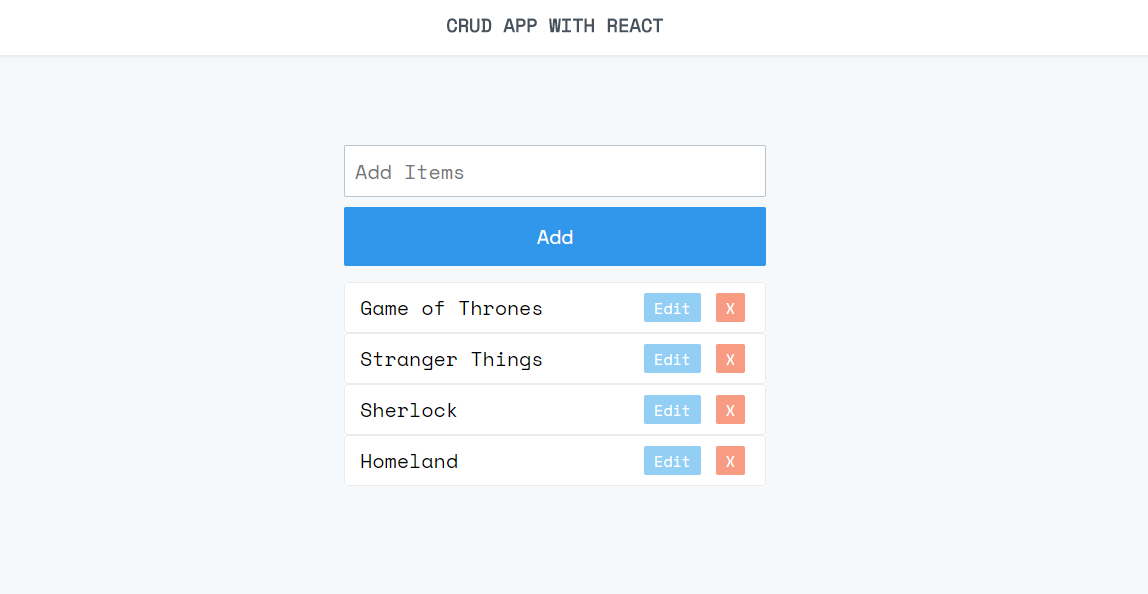 CRUD APP WITH REACT
Add Items
Add
Game of Thrones Edit X
Stranger Things Edit X
Sherlock Edit X
Homeland Edit X